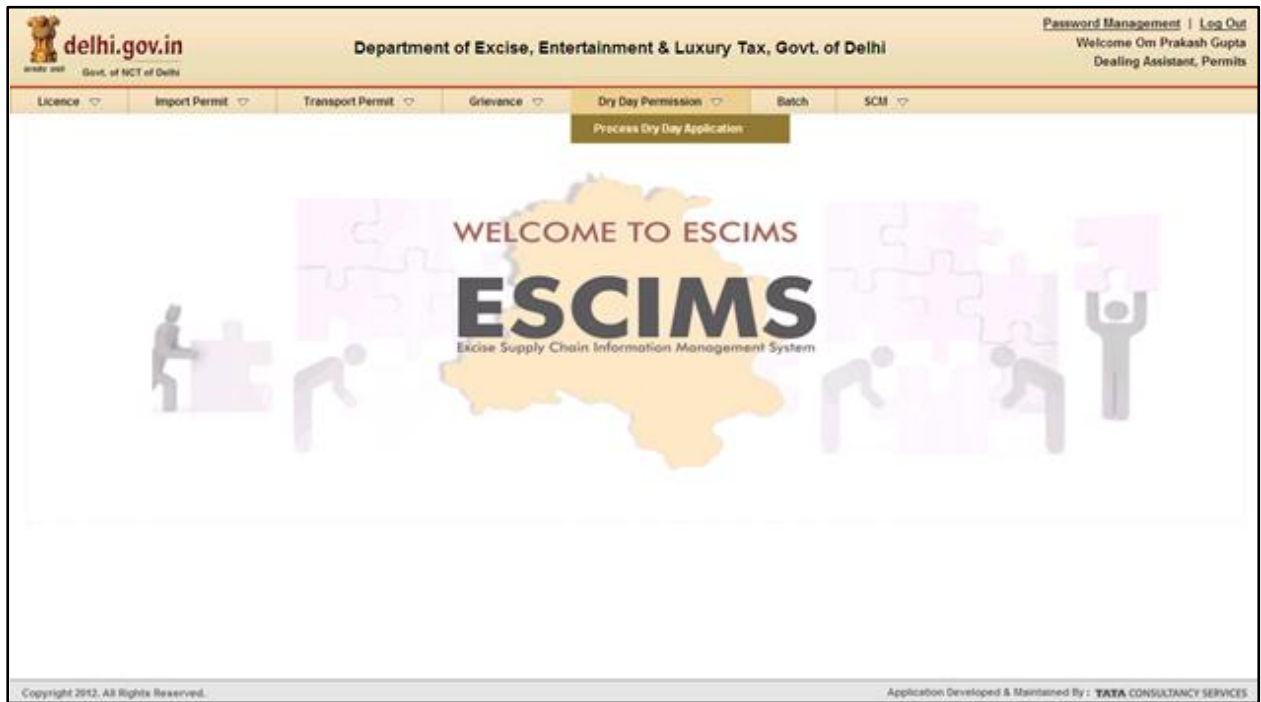 Password Management | Log Out
delhi.gov.in
Department of Excise, Entertainment & Luxury Tax, Govt. of Delhi
Welcome Om Prakash Gupta
Govt. of NCT of Delhi
Dealing Assistant, Permits
Licence Import Permit Transport Permit Grievance Dry Day Permission Batch SCM
Process Dry Day Application
WELCOME TO ESCIMS
ESCIMS
Excise Supply Chain Information Management System
Copyright 2012. All Rights Reserved. Application Developed & Maintained By : TATA CONSULTANCY SERVICES